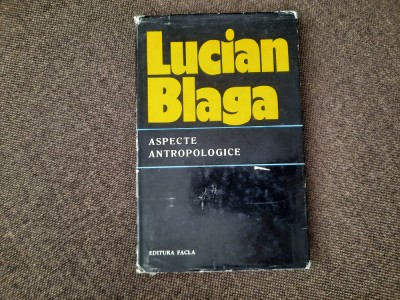 Lucian
Blaga
ASPECTE
ANTROPOLOGICE
EDITURA FACLA